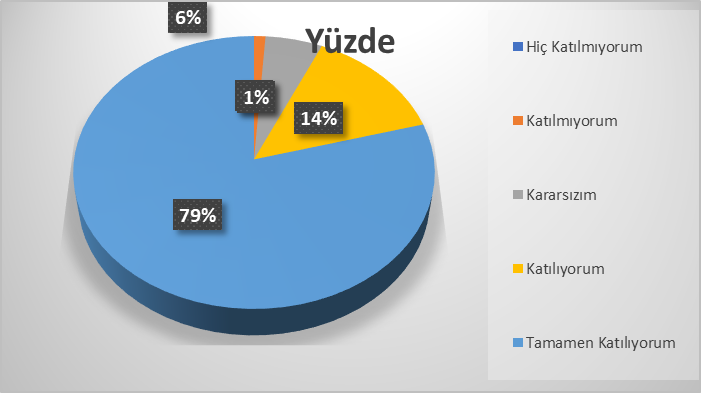 6%
Yüzde
1%
14%
79%
Hiç Katılmıyorum
Katılmıyorum
Kararsızım
Katılıyorum
Tamamen Katılıyorum